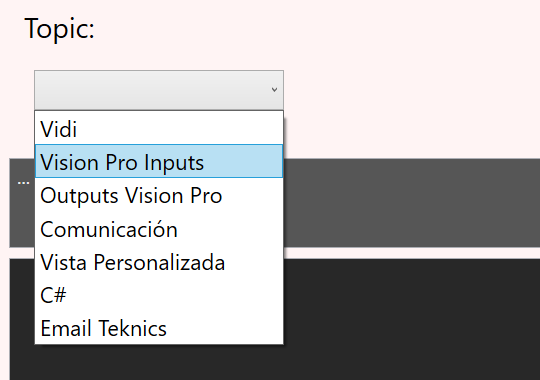 Topic:
Vidi
Vision Pro Inputs
...
Outputs Vision Pro
Comunicación
Vista Personalizada
C#
Email Teknics